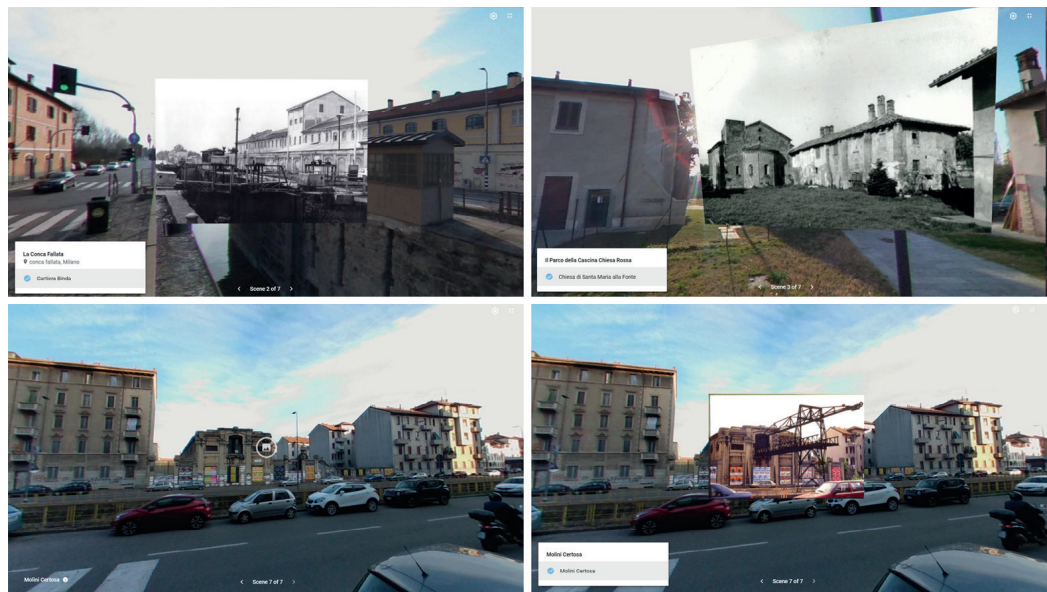 La Conca Fallata
conca fallata, Milano
Cartiera Binda
Scene 2 of 7
Il Parco della Cascina Chiesa Rossa
Chiesa di Santa Maria alla Fonte
Scene 3 of 7
Molini Certosa
Scene 7 of 7
Molini Certosa
Molini Certosa
Scene 7 of 7